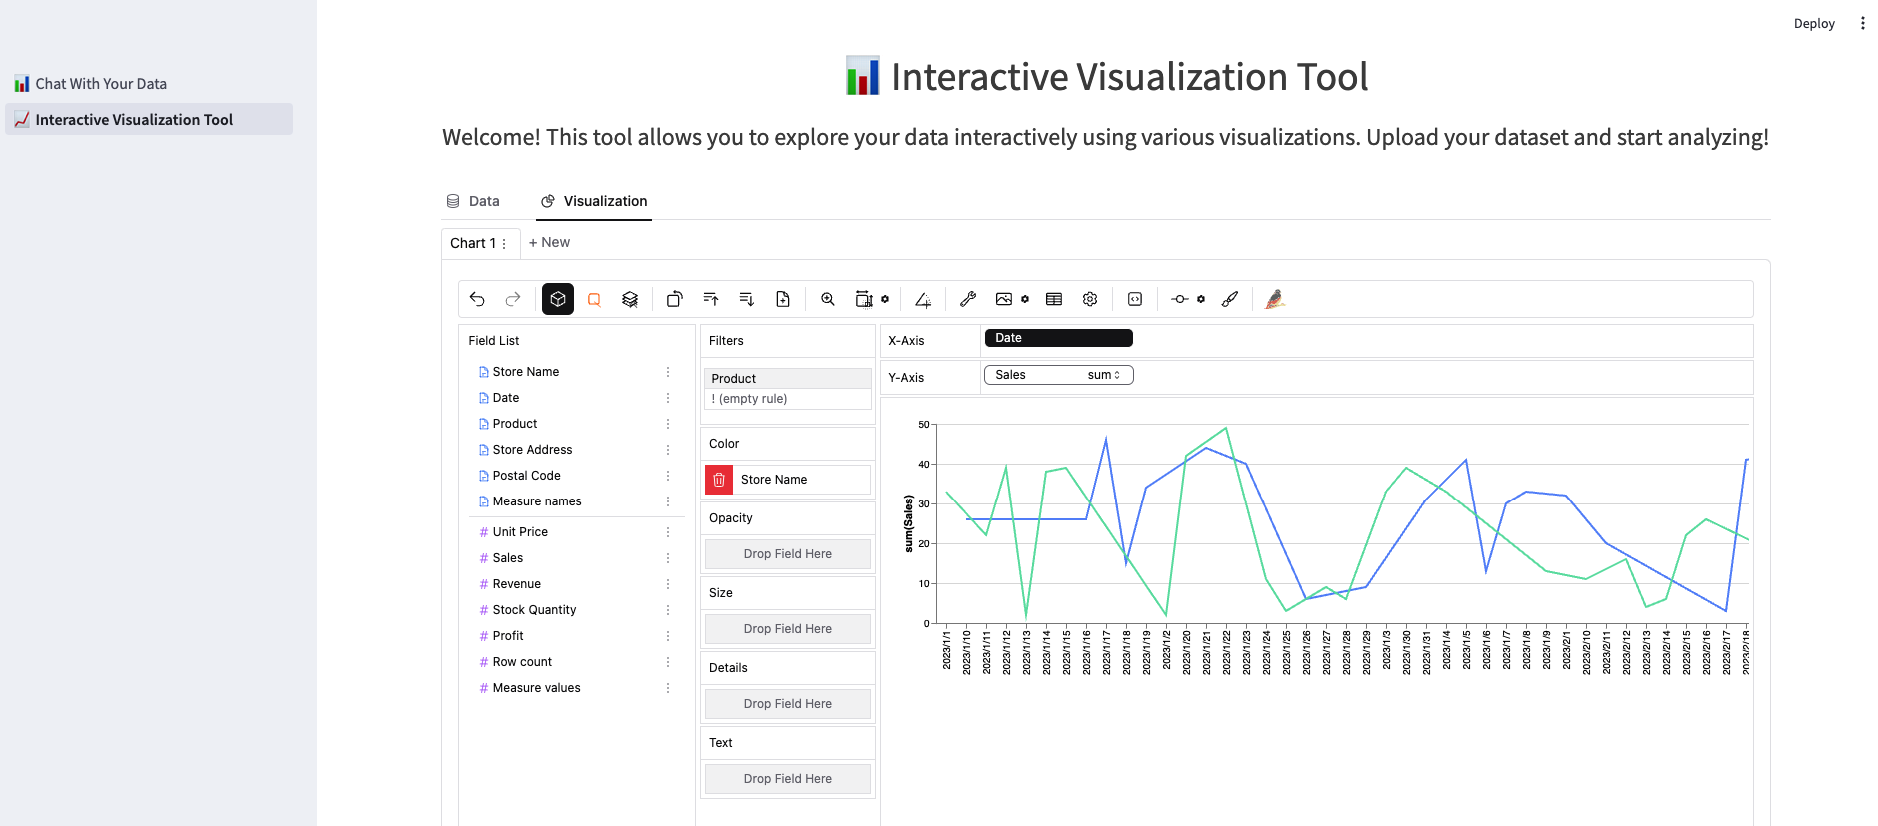 Deploy
Chat With Your Data
Interactive Visualization Tool
Interactive Visualization Tool
Welcome! This tool allows you to explore your data interactively using various visualizations. Upload your dataset and start analyzing!
Data
Visualization
Chart 1
+ New
Field List
Store Name
Date
Product
Store Address
Postal Code
Measure names
# Unit Price
# Sales
# Revenue
# Stock Quantity
# Profit
# Row count
# Measure values
Filters
Product
! (empty rule)
Color
Store Name
Opacity
Drop Field Here
Size
Drop Field Here
Details
Drop Field Here
Text
Drop Field Here
X-Axis
Date
Y-Axis
Sales sum
sum(Sales)
50
40
30
20
10
0
2023/1/1
2023/1/10
2023/1/11
2023/1/12
2023/1/13
2023/1/14
2023/1/15
2023/1/16
2023/1/17
2023/1/18
2023/1/19
2023/1/2
2023/1/20
2023/1/21
2023/1/22
2023/1/23
2023/1/24
2023/1/25
2023/1/26
2023/1/27
2023/1/28
2023/1/29
2023/1/3
2023/1/30
2023/1/31
2023/1/4
2023/1/5
2023/1/6
2023/1/7
2023/1/8
2023/1/9
2023/2/1
2023/2/10
2023/2/11
2023/2/12
2023/2/13
2023/2/14
2023/2/15
2023/2/16
2023/2/17
2023/2/18